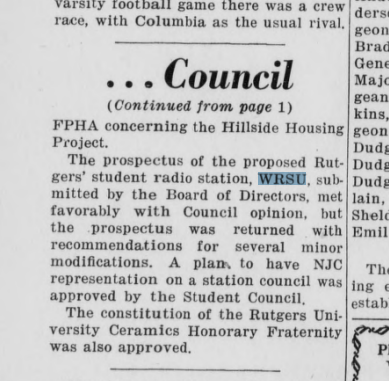 varsity football game there was a crew
race, with Columbia as the usual rival.
... Council
(Continued from page 1)
FPHA concerning the Hillside Housing
Project.
The prospectus of the proposed Rut-
gers' student radio station, WRSU, sub-
mitted by the Board of Directors, met
favorably with Council opinion, but
the prospectus was returned with
recommendations for several minor
modifications. A plan to have NJC
representation on a station council was
approved by the Student Council.
The constitution of the Rutgers Uni-
versity Ceramics Honorary Fraternity
was also approved.
ders
geon
Brad
Gene
Majo
gean
kins,
geon
Dudg
Dudg
Dudg
lain,
Sheld
Emil
The
ing e
estab